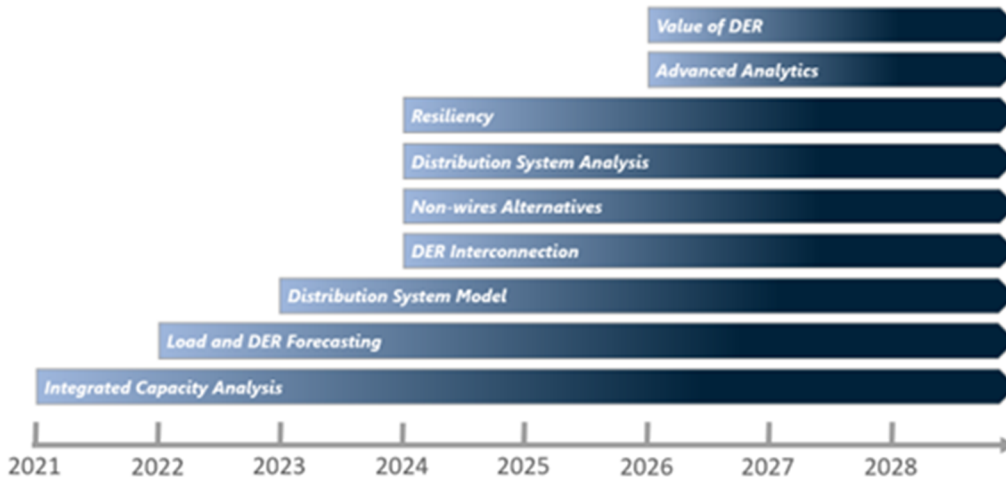 Value of DER
Advanced Analytics
Resiliency
Distribution System Analysis
Non-wires Alternatives
DER Interconnection
Distribution System Model
Load and DER Forecasting
Integrated Capacity Analysis
2021 2022 2023 2024 2025 2026 2027 2028